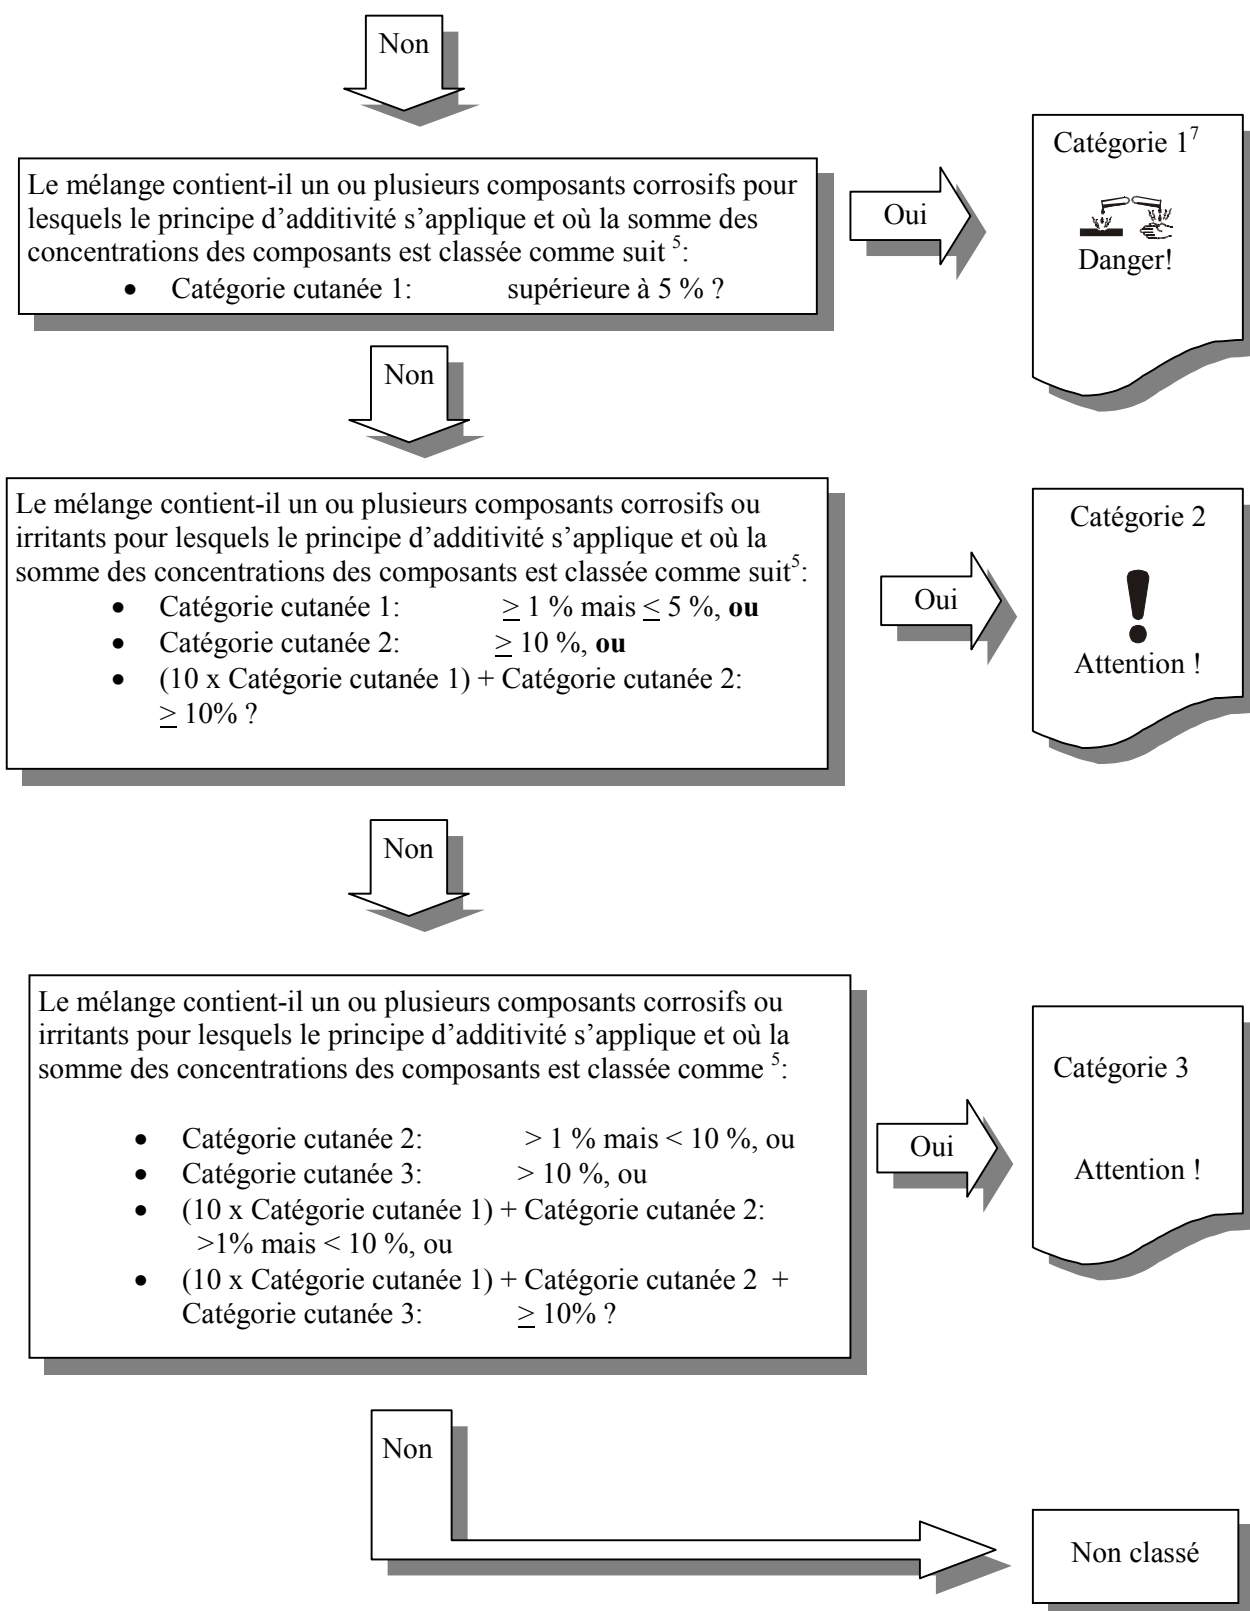 Non
Le mélange contient-il un ou plusieurs composants corrosifs pour
lesquels le principe d’additivité s’applique et où la somme des
concentrations des composants est classée comme suit ⁵:
• Catégorie cutanée 1: supérieure à 5 % ?
Oui
Catégorie 1⁷
Danger!
Non
Le mélange contient-il un ou plusieurs composants corrosifs ou
irritants pour lesquels le principe d’additivité s’applique et où la
somme des concentrations des composants est classée comme suit⁵:
• Catégorie cutanée 1: ≥ 1 % mais ≤ 5 %, ou
• Catégorie cutanée 2: ≥ 10 %, ou
• (10 x Catégorie cutanée 1) + Catégorie cutanée 2:
≥ 10% ?
Oui
Catégorie 2
Attention !
Non
Le mélange contient-il un ou plusieurs composants corrosifs ou
irritants pour lesquels le principe d’additivité s’applique et où la
somme des concentrations des composants est classée comme ⁵:
• Catégorie cutanée 2: > 1 % mais < 10 %, ou
• Catégorie cutanée 3: > 10 %, ou
• (10 x Catégorie cutanée 1) + Catégorie cutanée 2:
>1% mais < 10 %, ou
• (10 x Catégorie cutanée 1) + Catégorie cutanée 2 +
Catégorie cutanée 3: ≥ 10% ?
Oui
Catégorie 3
Attention !
Non
Non classé